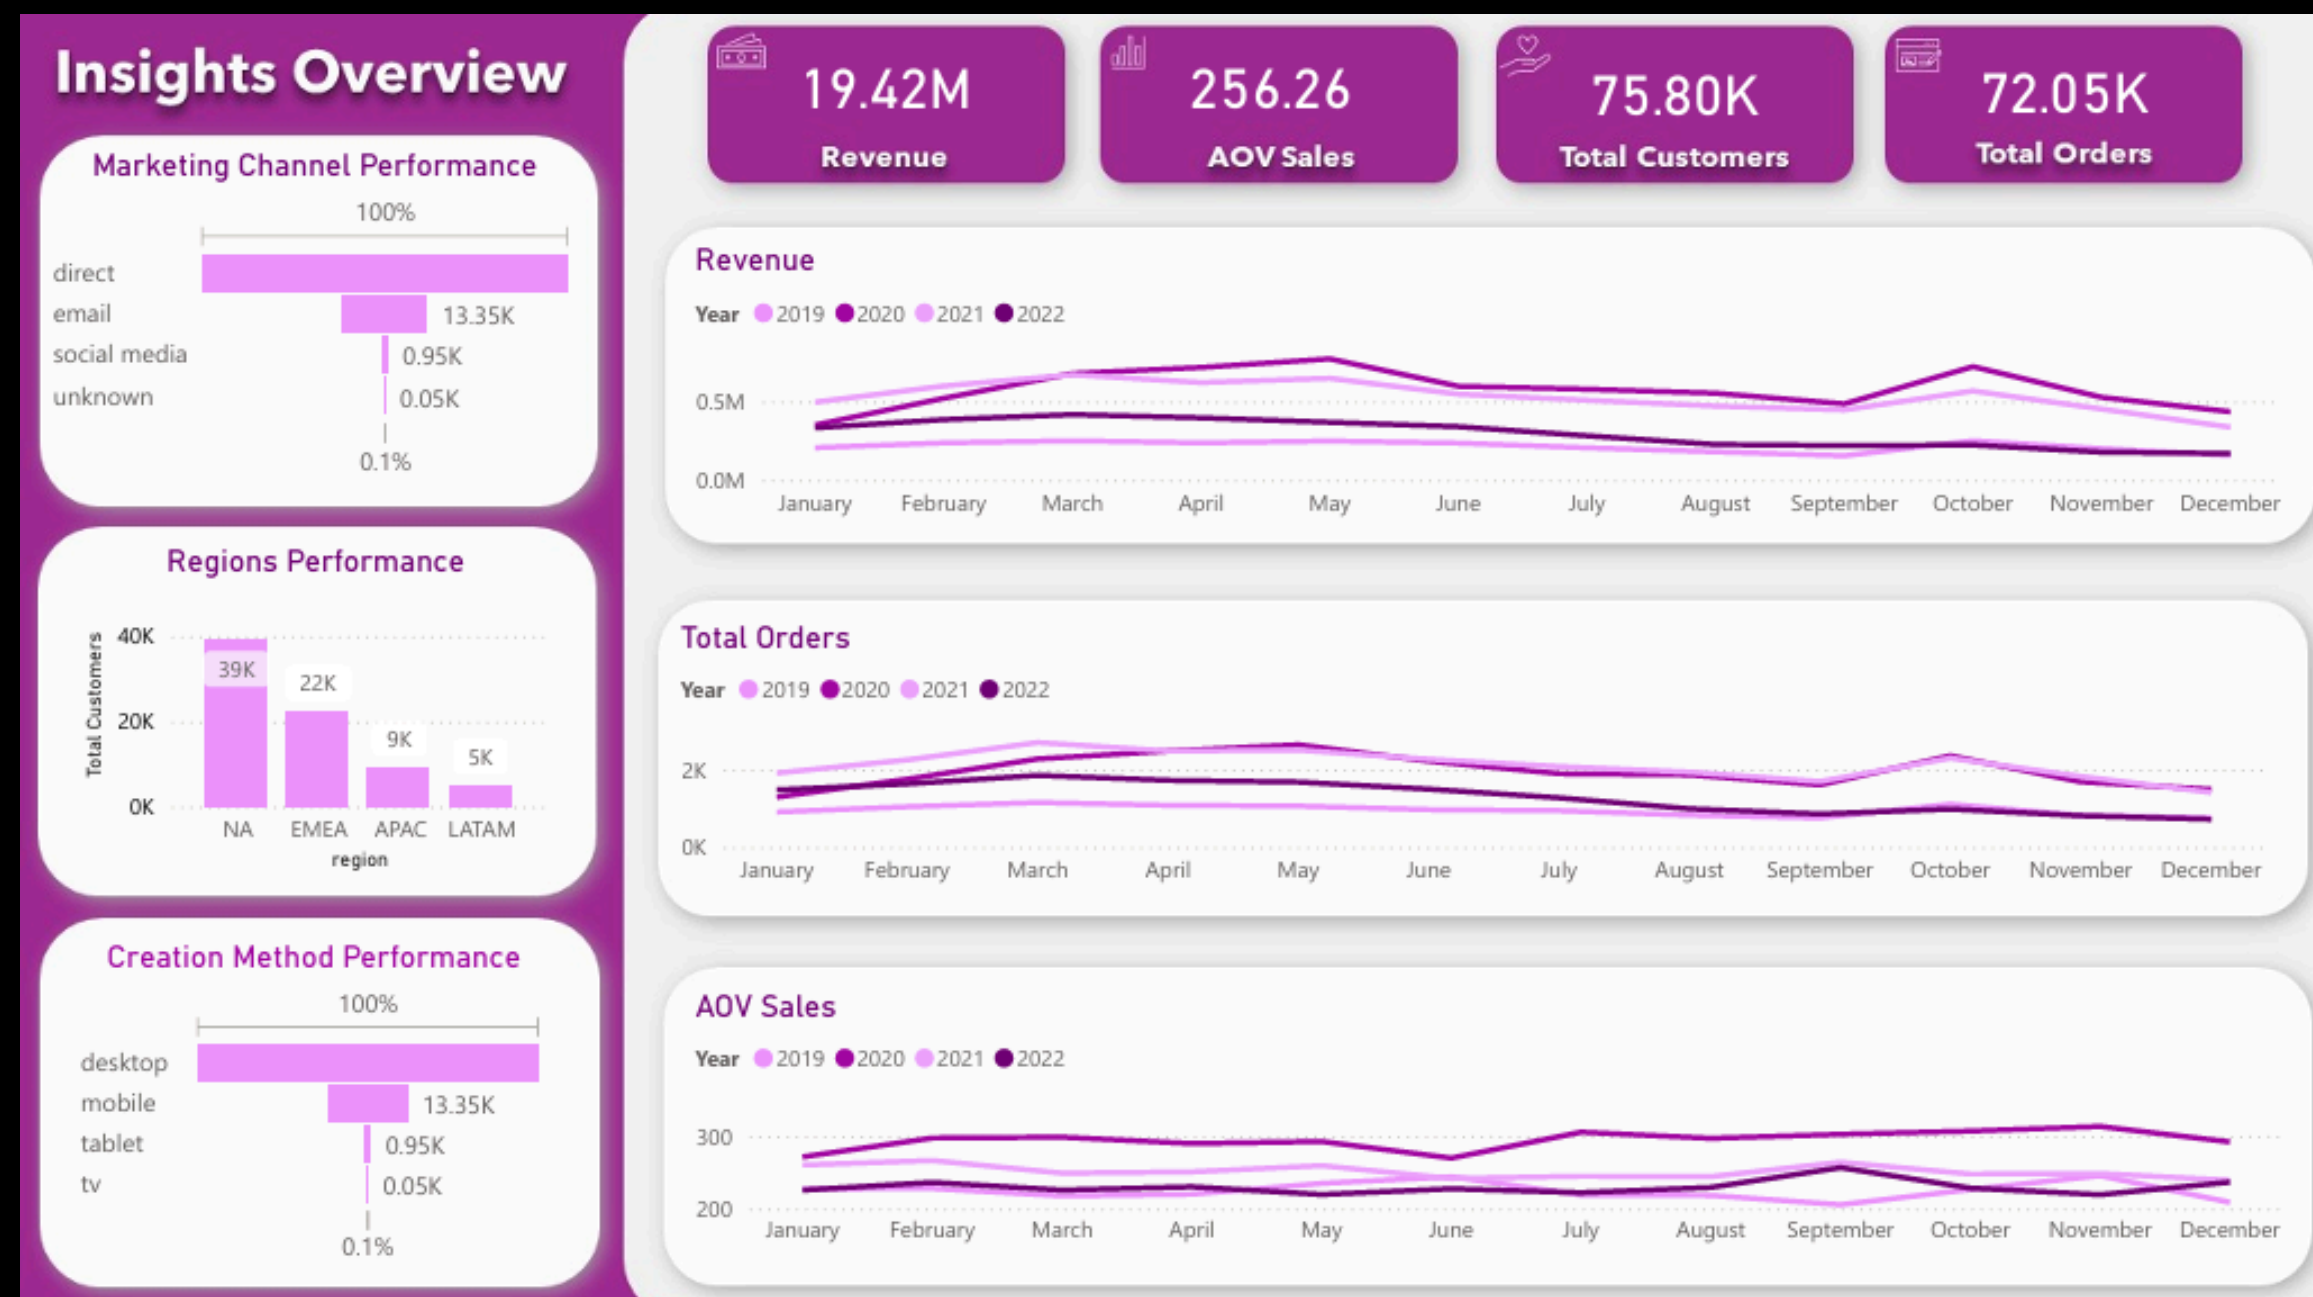 Insights Overview
Marketing Channel Performance
100%
direct
email 13.35K
social media 0.95K
unknown 0.05K
0.1%
Regions Performance
Total Customers
40K
20K
0K
39K
22K
9K
5K
NA EMEA APAC LATAM
region
Creation Method Performance
100%
desktop
mobile 13.35K
tablet 0.95K
tv 0.05K
0.1%
19.42M
Revenue
256.26
AOV Sales
75.80K
Total Customers
72.05K
Total Orders
Revenue
Year 2019 2020 2021 2022
0.5M
0.0M
January February March April May June July August September October November December
Total Orders
Year 2019 2020 2021 2022
2K
0K
January February March April May June July August September October November December
AOV Sales
Year 2019 2020 2021 2022
300
200
January February March April May June July August September October November December